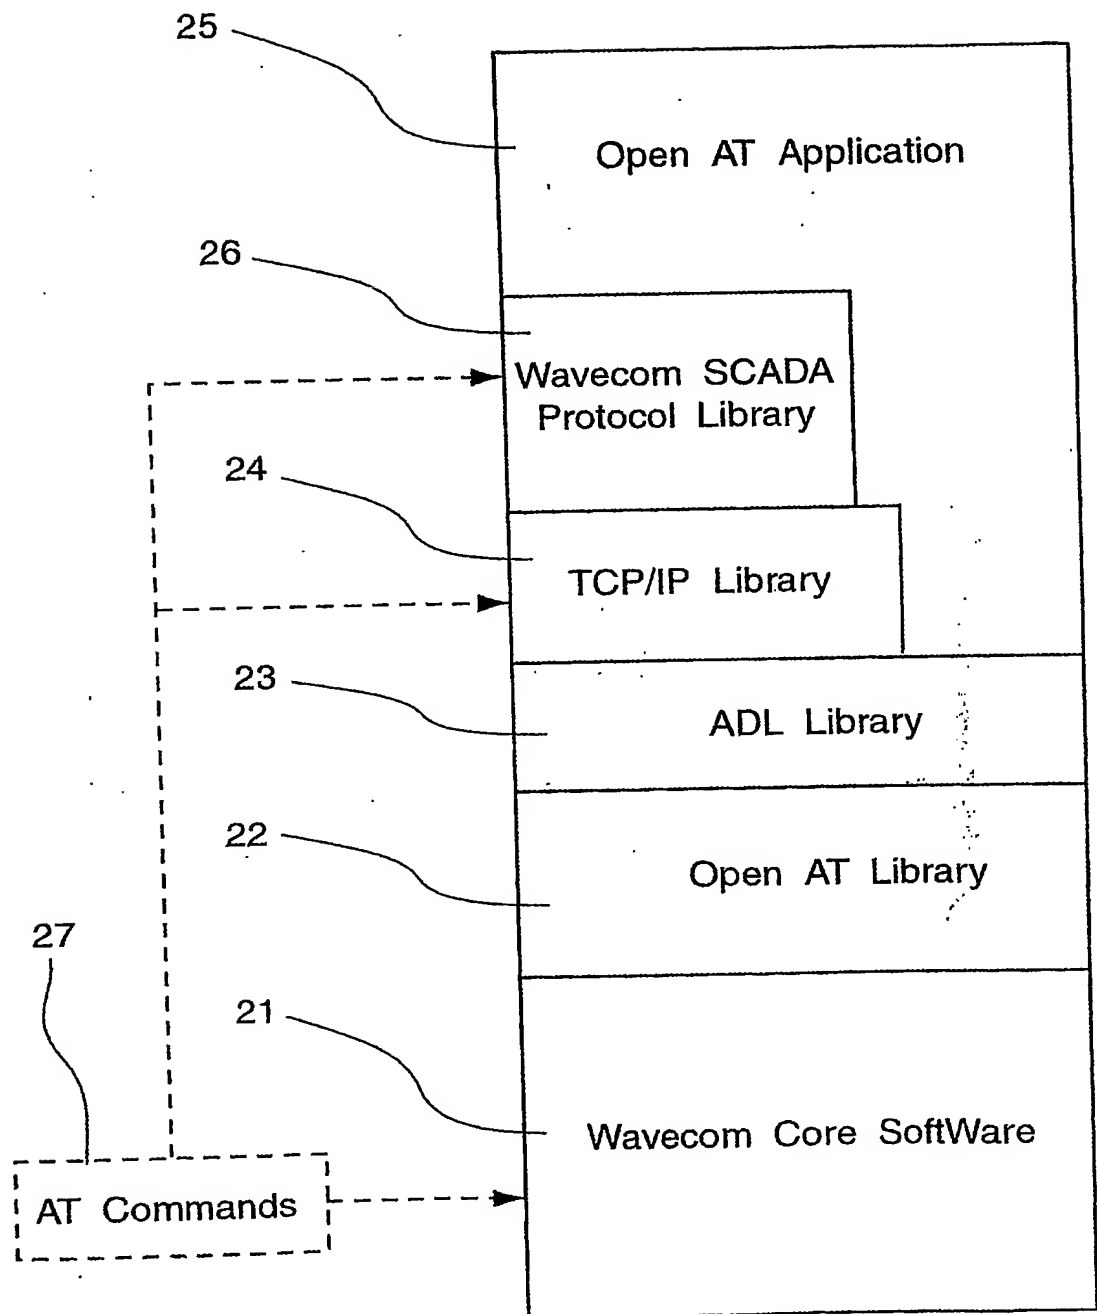 25
Open AT Application
26
Wavecom SCADA
Protocol Library
24
TCP/IP Library
23
ADL Library
22
Open AT Library
27
21
Wavecom Core SoftWare
AT Commands